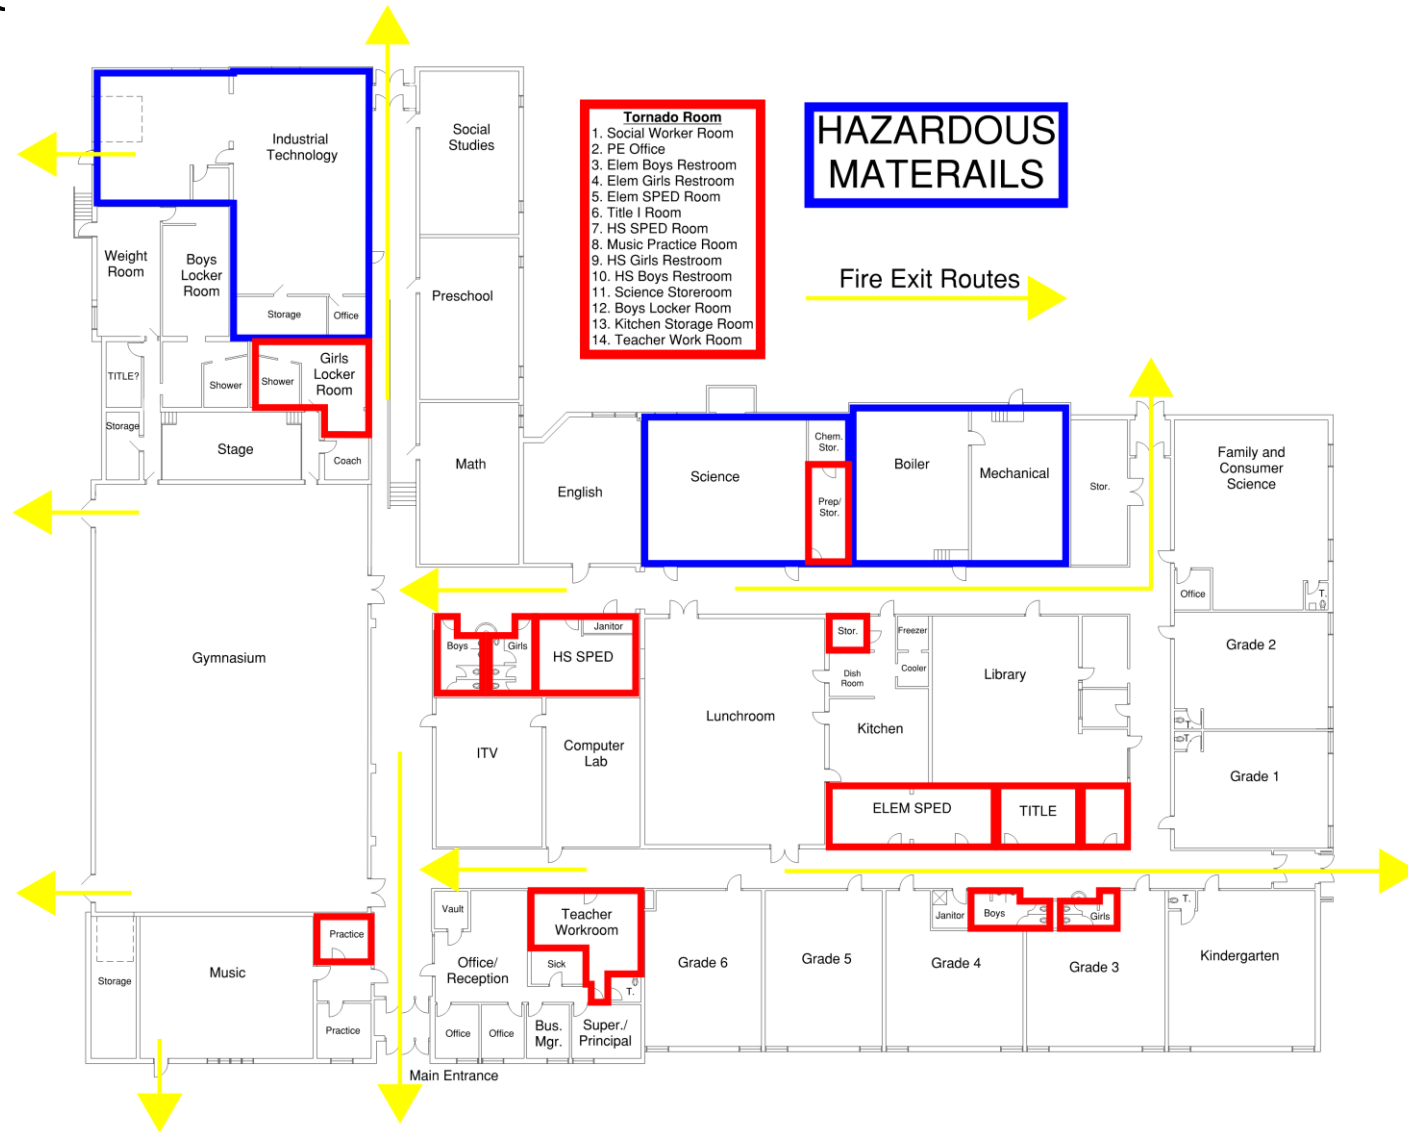 Tornado Room
1. Social Worker Room
2. PE Office
3. Elem Boys Restroom
4. Elem Girls Restroom
5. Elem SPED Room
6. Title I Room
7. HS SPED Room
8. Music Practice Room
9. HS Girls Restroom
10. HS Boys Restroom
11. Science Storeroom
12. Boys Locker Room
13. Kitchen Storage Room
14. Teacher Work Room
HAZARDOUS
MATERAILS
Fire Exit Routes
Industrial
Technology
Social
Studies
Weight
Room
Boys
Locker
Room
Storage
Office
Preschool
TITLE?
Shower
Shower
Girls
Locker
Room
Storage
Stage
Coach
Math
English
Science
Chem.
Stor.
Prep/
Stor.
Boiler
Mechanical
Stor.
Family and
Consumer
Science
Office
T.
Gymnasium
Boys
Girls
Janitor
HS SPED
Stor.
Freezer
Cooler
Dish
Room
Library
Grade 2
T.
T.
Lunchroom
Kitchen
ITV
Computer
Lab
Grade 1
ELEM SPED
TITLE
Vault
Teacher
Workroom
Janitor
Boys
Girls
T.
Practice
Storage
Music
Office/
Reception
Sick
T.
Grade 6
Grade 5
Grade 4
Grade 3
Kindergarten
Practice
Office
Office
Bus.
Mgr.
Super./
Principal
Main Entrance